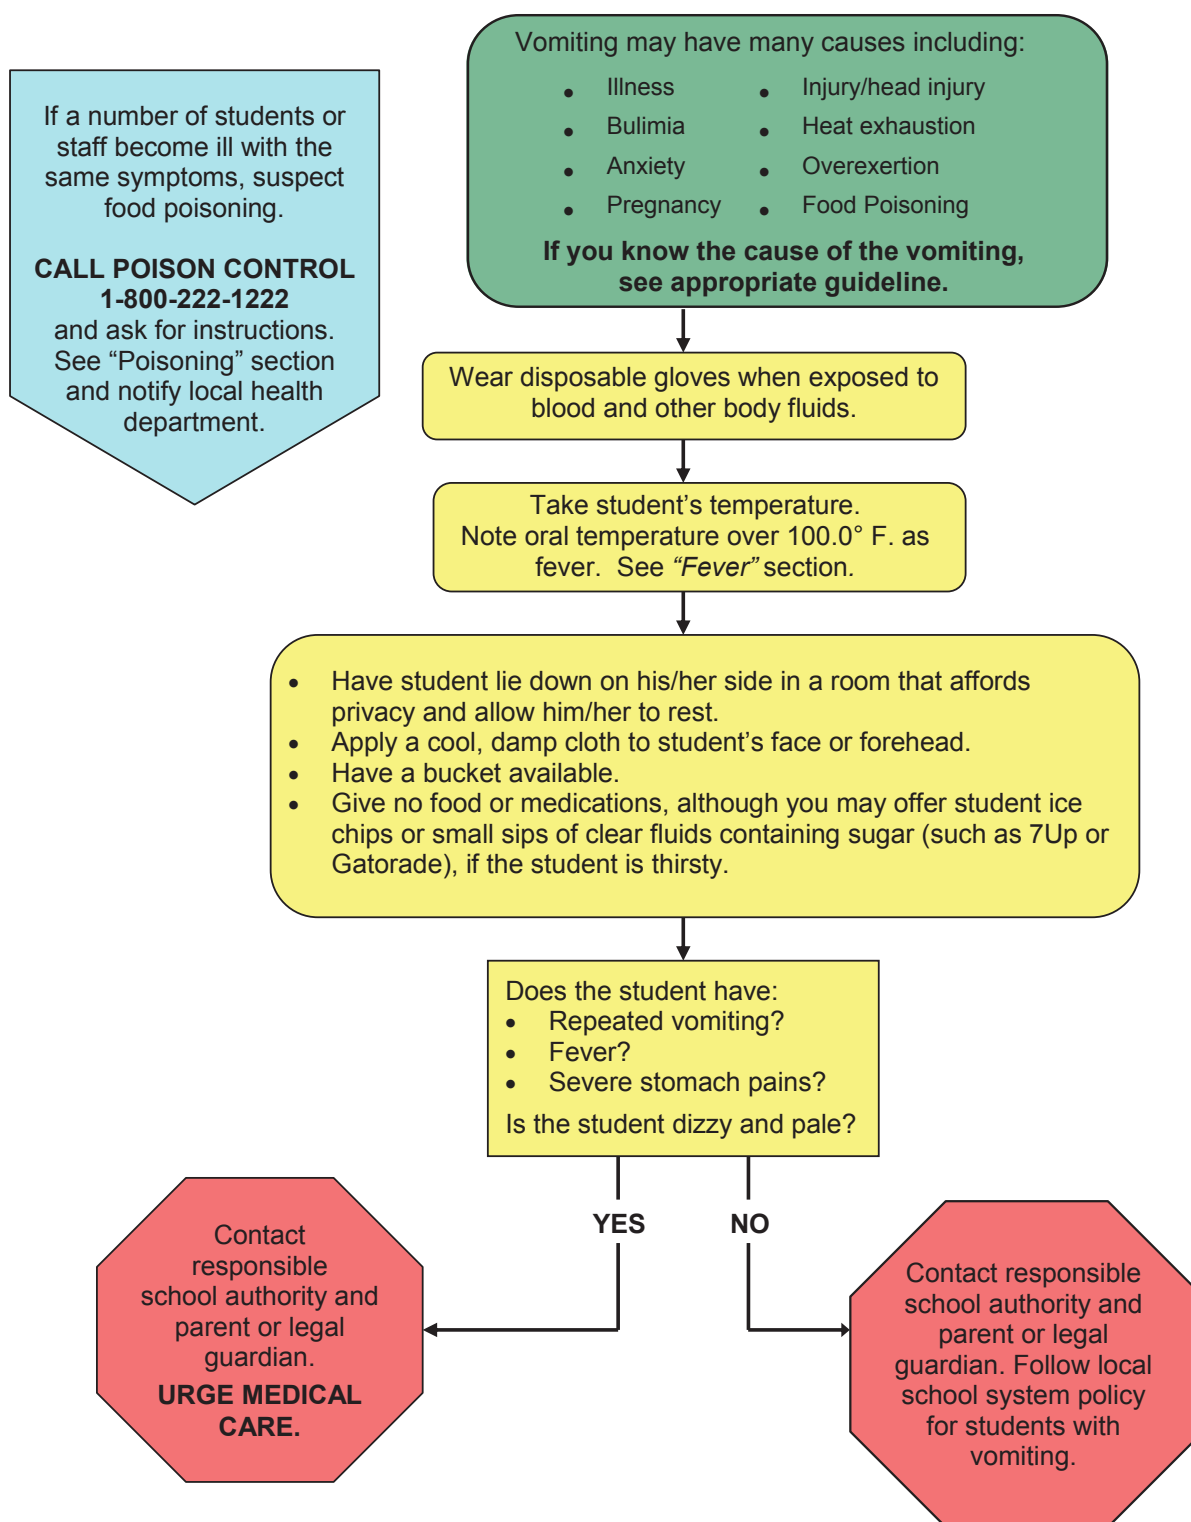 If a number of students or
staff become ill with the
same symptoms, suspect
food poisoning.
CALL POISON CONTROL
1-800-222-1222
and ask for instructions.
See “Poisoning” section
and notify local health
department.
Vomiting may have many causes including:
• Illness
• Bulimia
• Anxiety
• Pregnancy
• Injury/head injury
• Heat exhaustion
• Overexertion
• Food Poisoning
If you know the cause of the vomiting,
see appropriate guideline.
Wear disposable gloves when exposed to
blood and other body fluids.
Take student’s temperature.
Note oral temperature over 100.0° F. as
fever. See “Fever” section.
• Have student lie down on his/her side in a room that affords
privacy and allow him/her to rest.
• Apply a cool, damp cloth to student’s face or forehead.
• Have a bucket available.
• Give no food or medications, although you may offer student ice
chips or small sips of clear fluids containing sugar (such as 7Up or
Gatorade), if the student is thirsty.
Does the student have:
• Repeated vomiting?
• Fever?
• Severe stomach pains?
Is the student dizzy and pale?
YES
NO
Contact
responsible
school authority and
parent or legal
guardian.
URGE MEDICAL
CARE.
Contact responsible
school authority and
parent or legal
guardian. Follow local
school system policy
for students with
vomiting.